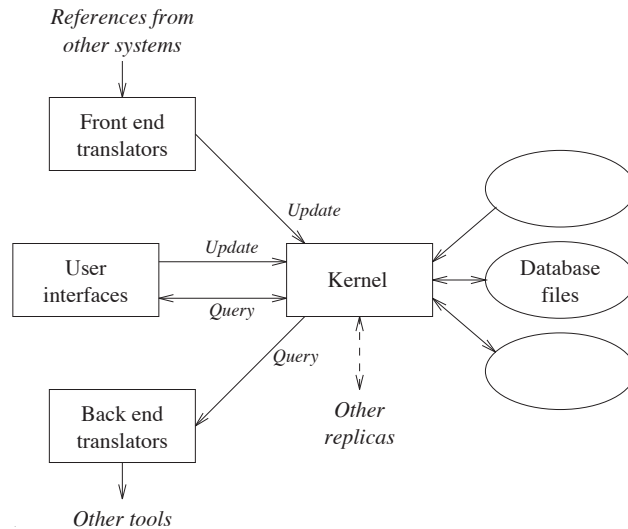 References from
other systems
Front end
translators
Update
Update
User
interfaces
Kernel
Database
files
Query
Query
Back end
translators
Other
replicas
Other tools